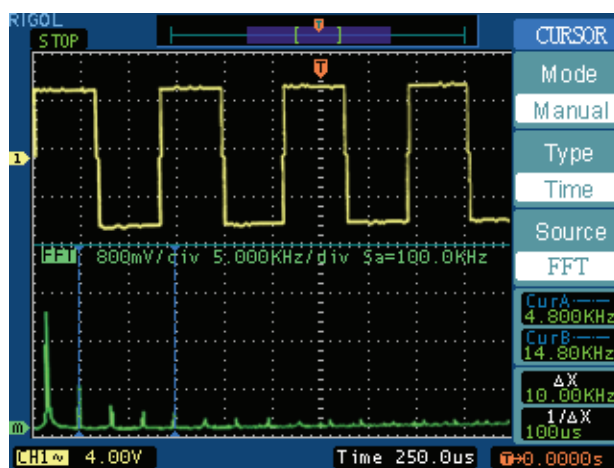 RIGOL
STOP
T
T
1
FFT 800mV/div 5.000KHz/div Sa=100.0KHz
m
CH1~ 4.00V
Time 250.0us
T→0.0000s
CURSOR
Mode
Manual
Type
Time
Source
FFT
CurA
4.800KHz
CurB
14.80KHz
ΔX
10.00KHz
1/ΔX
100us